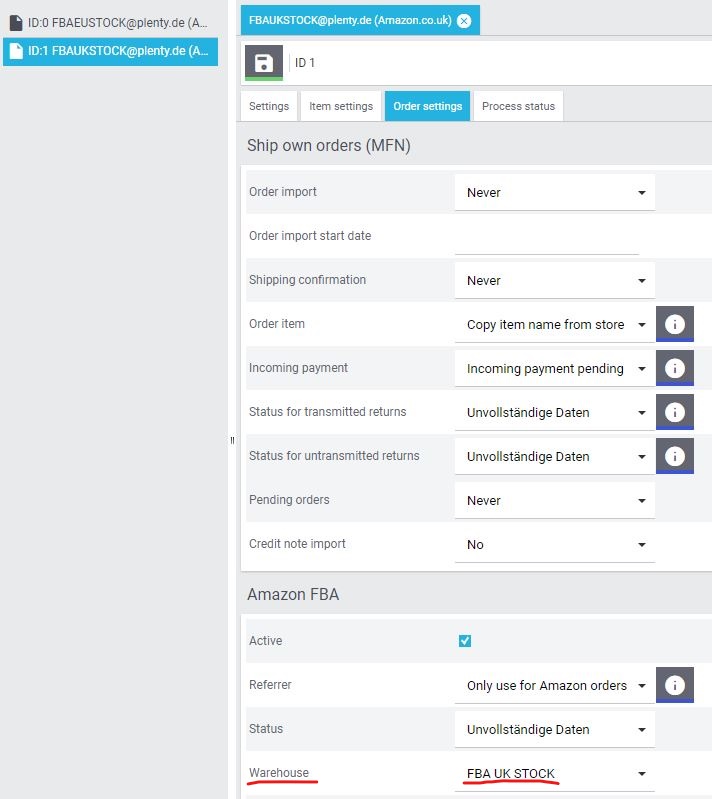 ID:0 FBAEUSTOCK@plenty.de (A...
ID:1 FBAUKSTOCK@plenty.de (A...
FBAUKSTOCK@plenty.de (Amazon.co.uk)
ID 1
Settings Item settings Order settings Process status
Ship own orders (MFN)
Order import Never
Order import start date
Shipping confirmation Never
Order item Copy item name from store
Incoming payment Incoming payment pending
Status for transmitted returns Unvollständige Daten
Status for untransmitted returns Unvollständige Daten
Pending orders Never
Credit note import No
Amazon FBA
Active
Referrer Only use for Amazon orders
Status Unvollständige Daten
Warehouse FBA UK STOCK